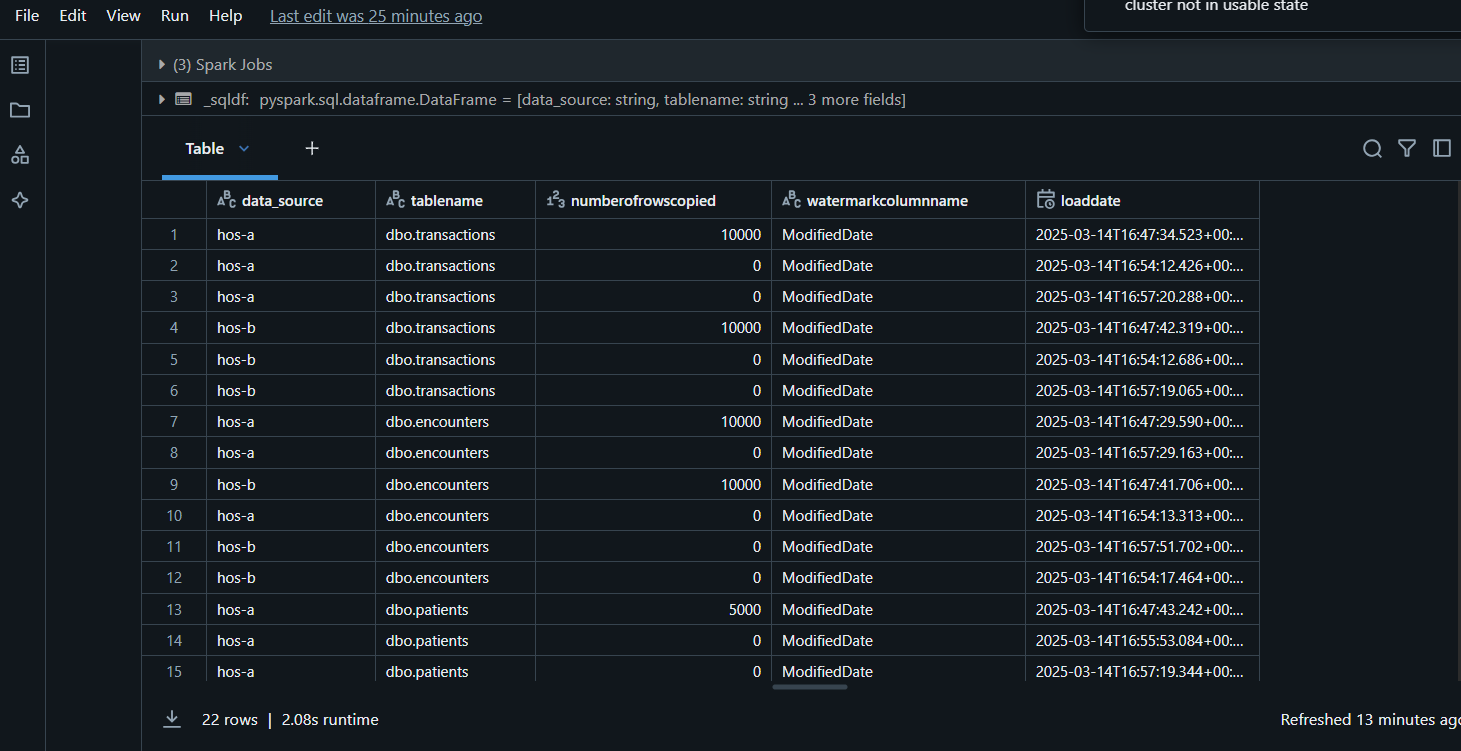 File Edit View Run Help Last edit was 25 minutes ago
cluster not in usable state
(3) Spark Jobs
_sqldf: pyspark.sql.dataframe.DataFrame = [data_source: string, tablename: string ... 3 more fields]
Table
data_source tablename numberofrowscopied watermarkcolumnname loaddate
1 hos-a dbo.transactions 10000 ModifiedDate 2025-03-14T16:47:34.523+00:...
2 hos-a dbo.transactions 0 ModifiedDate 2025-03-14T16:54:12.426+00:...
3 hos-a dbo.transactions 0 ModifiedDate 2025-03-14T16:57:20.288+00:...
4 hos-b dbo.transactions 10000 ModifiedDate 2025-03-14T16:47:42.319+00:...
5 hos-b dbo.transactions 0 ModifiedDate 2025-03-14T16:54:12.686+00:...
6 hos-b dbo.transactions 0 ModifiedDate 2025-03-14T16:57:19.065+00:...
7 hos-a dbo.encounters 10000 ModifiedDate 2025-03-14T16:47:29.590+00:...
8 hos-a dbo.encounters 0 ModifiedDate 2025-03-14T16:57:29.163+00:...
9 hos-b dbo.encounters 10000 ModifiedDate 2025-03-14T16:47:41.706+00:...
10 hos-a dbo.encounters 0 ModifiedDate 2025-03-14T16:54:13.313+00:...
11 hos-b dbo.encounters 0 ModifiedDate 2025-03-14T16:57:51.702+00:...
12 hos-b dbo.encounters 0 ModifiedDate 2025-03-14T16:54:17.464+00:...
13 hos-a dbo.patients 5000 ModifiedDate 2025-03-14T16:47:43.242+00:...
14 hos-a dbo.patients 0 ModifiedDate 2025-03-14T16:55:53.084+00:...
15 hos-a dbo.patients 0 ModifiedDate 2025-03-14T16:57:19.344+00:...
22 rows | 2.08s runtime
Refreshed 13 minutes ago